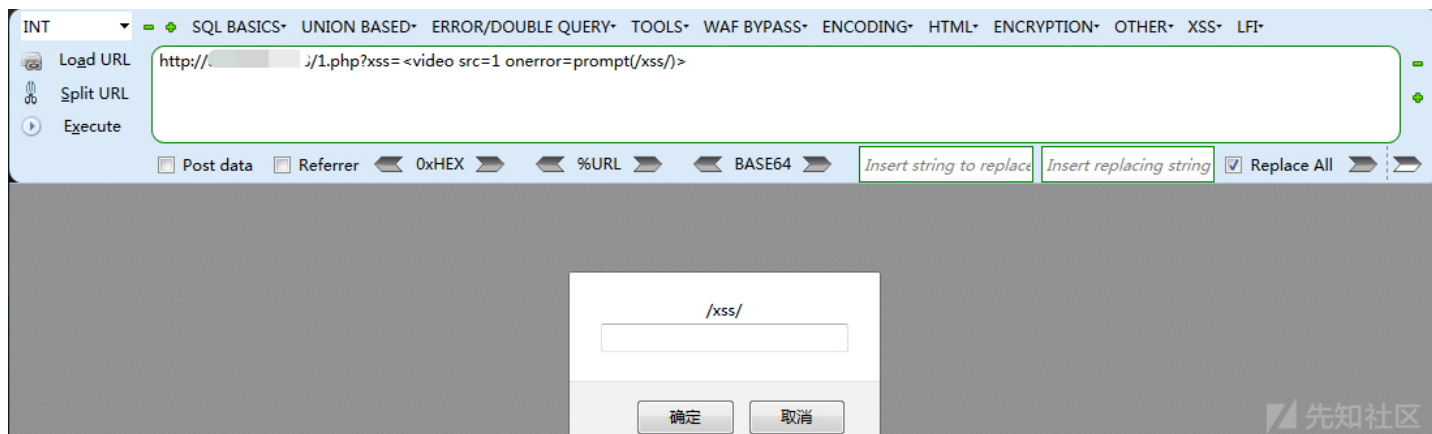 INT SQL BASICS UNION BASED ERROR/DOUBLE QUERY TOOLS WAF BYPASS ENCODING HTML ENCRYPTION OTHER XSS LFI
Load URL http:// /1.php?xss=<video src=1 onerror=prompt(/xss/)>
Split URL
Execute
Post data Referrer 0xHEX %URL BASE64 Insert string to replace Insert replacing string Replace All
/xss/
确定 取消
先知社区